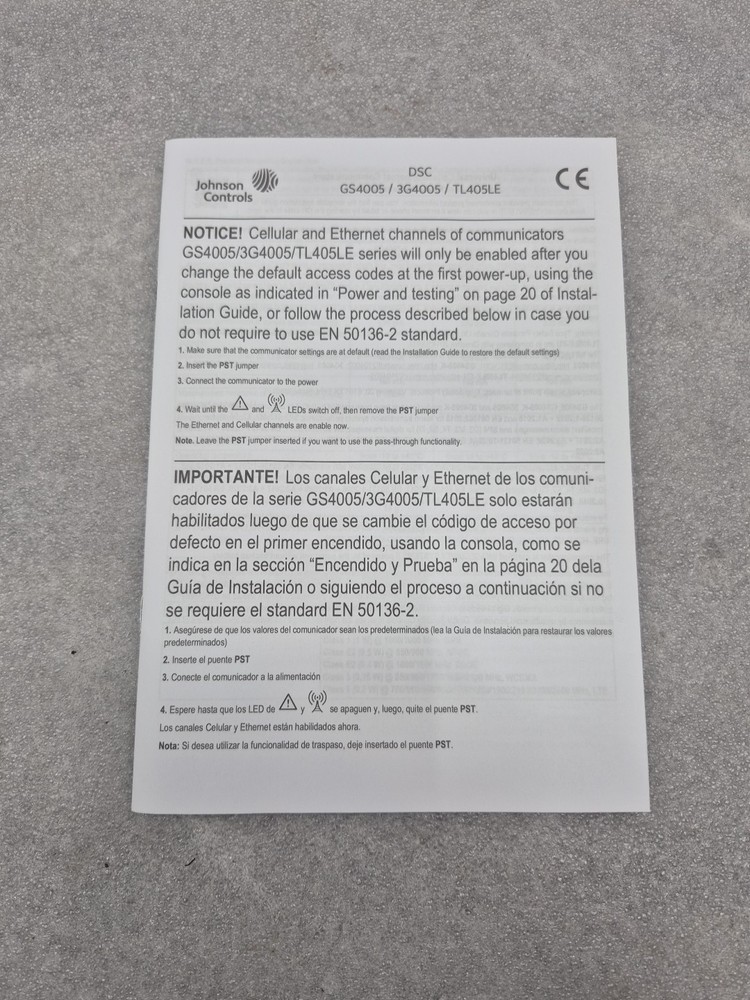 Johnson
Controls
DSC
GS4005 / 3G4005 / TL405LE
CE
NOTICE! Cellular and Ethernet channels of communicators
GS4005/3G4005/TL405LE series will only be enabled after you
change the default access codes at the first power-up, using the
console as indicated in “Power and testing” on page 20 of Instal-
lation Guide, or follow the process described below in case you
do not require to use EN 50136-2 standard.
1. Make sure that the communicator settings are at default (read the Installation Guide to restore the default settings)
2. Insert the PST jumper
3. Connect the communicator to the power
4. Wait until the and LEDs switch off, then remove the PST jumper
The Ethernet and Cellular channels are enable now.
Note. Leave the PST jumper inserted if you want to use the pass-through functionality.
IMPORTANTE! Los canales Celular y Ethernet de los comuni-
cadores de la serie GS4005/3G4005/TL405LE solo estarán
habilitados luego de que se cambie el código de acceso por
defecto en el primer encendido, usando la consola, como se
indica en la sección “Encendido y Prueba” en la página 20 dela
Guía de Instalación o siguiendo el proceso a continuación si no
se requiere el standard EN 50136-2.
1. Asegúrese de que los valores del comunicador sean los predeterminados (lea la Guía de Instalación para restaurar los valores
predeterminados)
2. Inserte el puente PST
3. Conecte el comunicador a la alimentación
4. Espere hasta que los LED de y se apaguen y, luego, quite el puente PST.
Los canales Celular y Ethernet están habilidados ahora.
Nota: Si desea utilizar la funcionalidad de traspaso, deje insertado el puente PST.